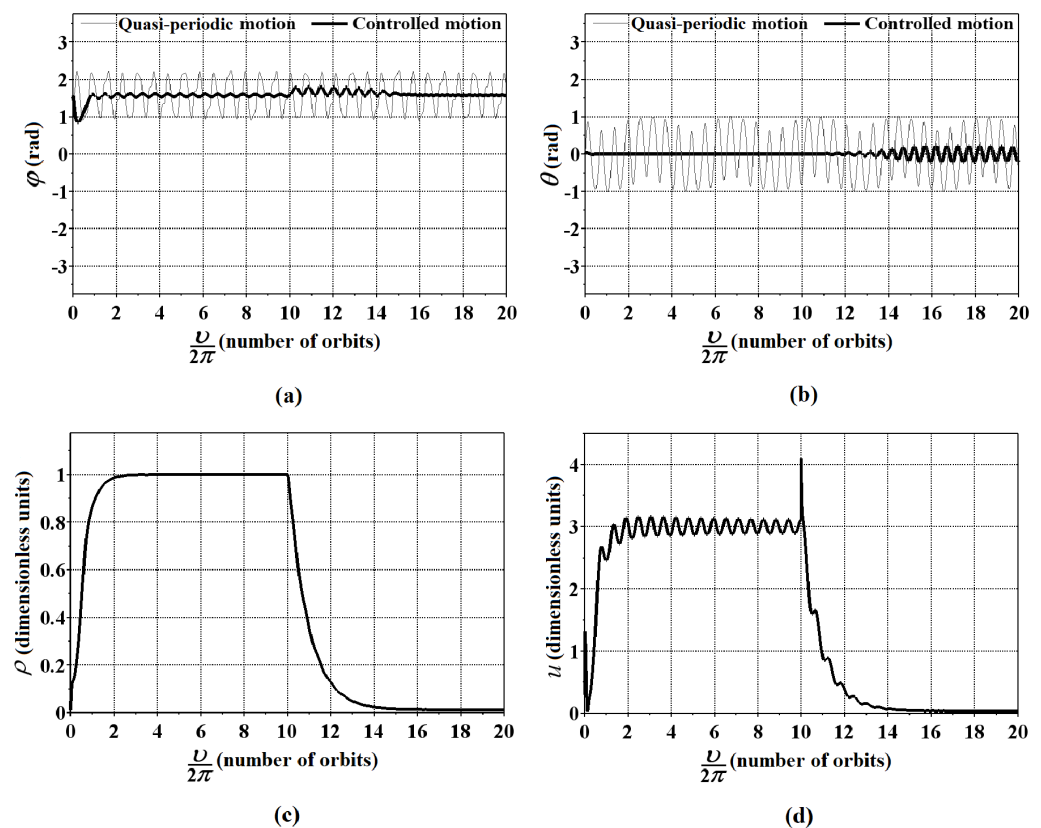 Quasi-periodic motion Controlled motion
3
2
1
0
-1
-2
-3
φ (rad)
0 2 4 6 8 10 12 14 16 18 20
υ
2π
(number of orbits)
(a)
Quasi-periodic motion Controlled motion
3
2
1
0
-1
-2
-3
θ (rad)
0 2 4 6 8 10 12 14 16 18 20
υ
2π
(number of orbits)
(b)
1
0.8
0.6
0.4
0.2
0
ρ (dimensionless units)
0 2 4 6 8 10 12 14 16 18 20
υ
2π
(number of orbits)
(c)
4
3
2
1
0
u (dimensionless units)
0 2 4 6 8 10 12 14 16 18 20
υ
2π
(number of orbits)
(d)